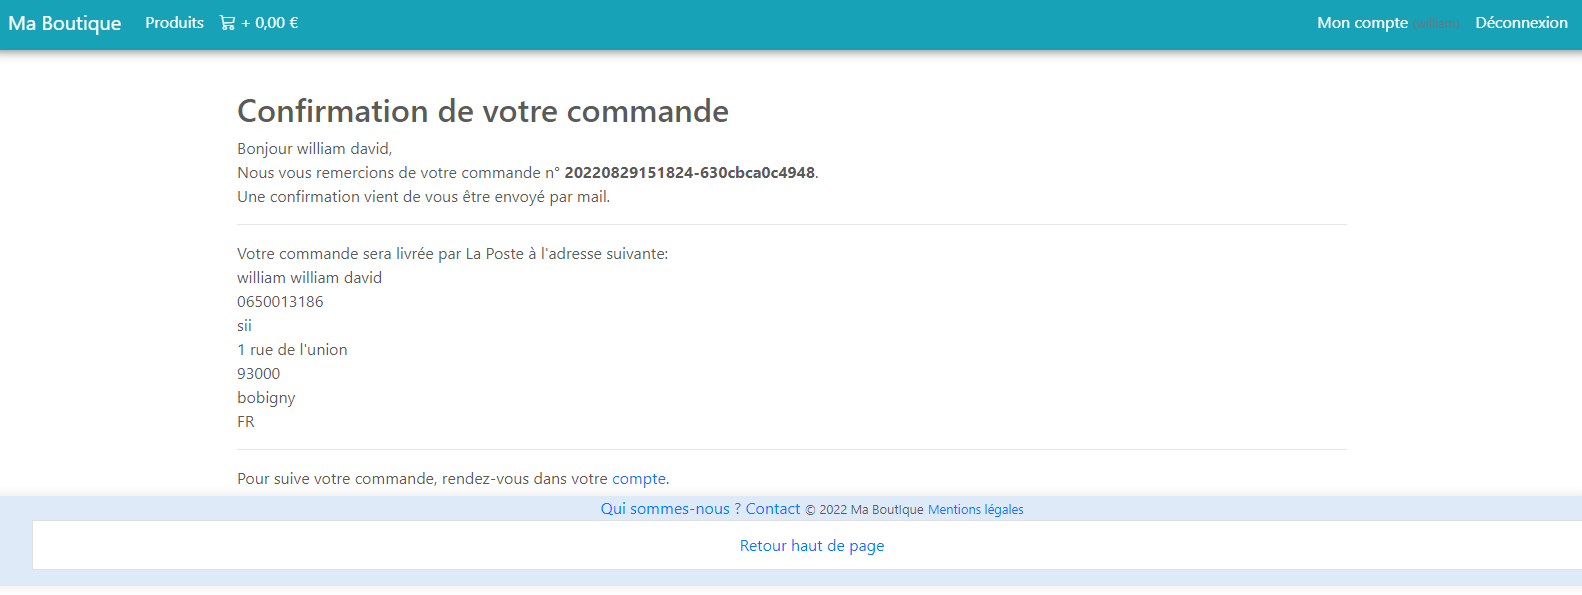 Ma Boutique Produits + 0,00 € Mon compte Déconnexion
Confirmation de votre commande
Bonjour william david,
Nous vous remercions de votre commande n° 20220829151824-630cbca0c4948.
Une confirmation vient de vous être envoyé par mail.
Votre commande sera livrée par La Poste à l'adresse suivante:
william william david
0650013186
sii
1 rue de l'union
93000
bobigny
FR
Pour suive votre commande, rendez-vous dans votre compte.
Qui sommes-nous ? Contact © 2022 Ma Boutique Mentions légales
Retour haut de page